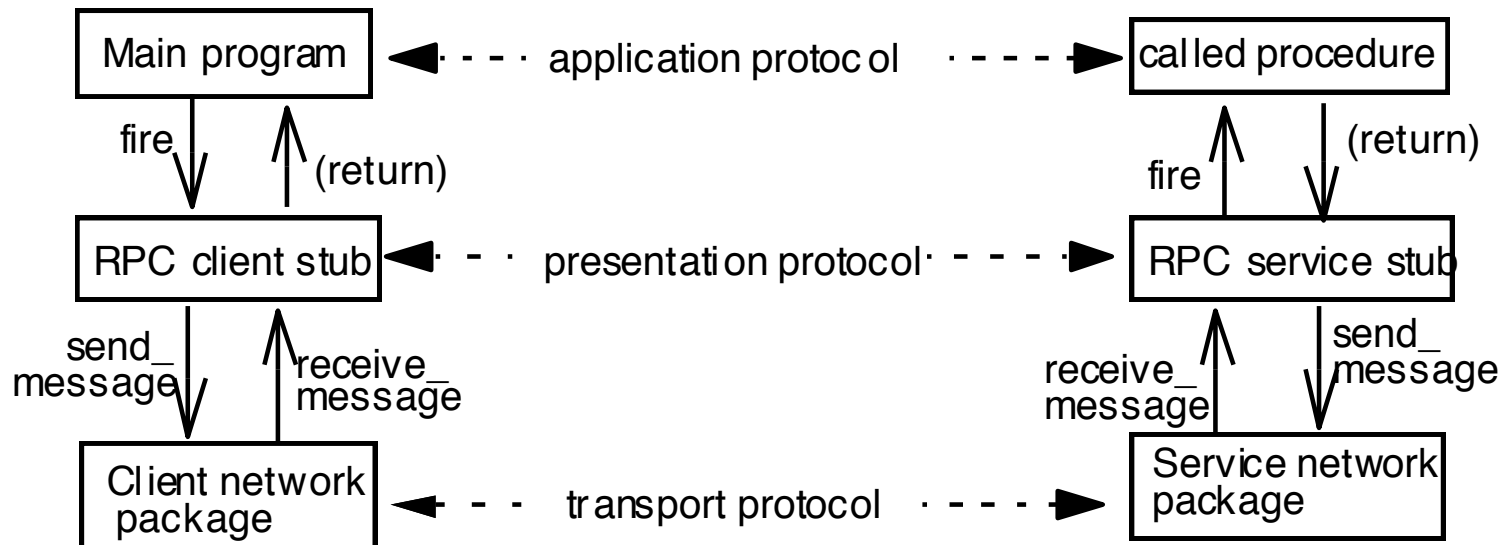 Main program
application protocol
called procedure
fire
(return)
fire
(return)
RPC client stub
presentation protocol
RPC service stub
send_
message
receive_
message
receive_
message
send_
message
Client network
package
transport protocol
Service network
package